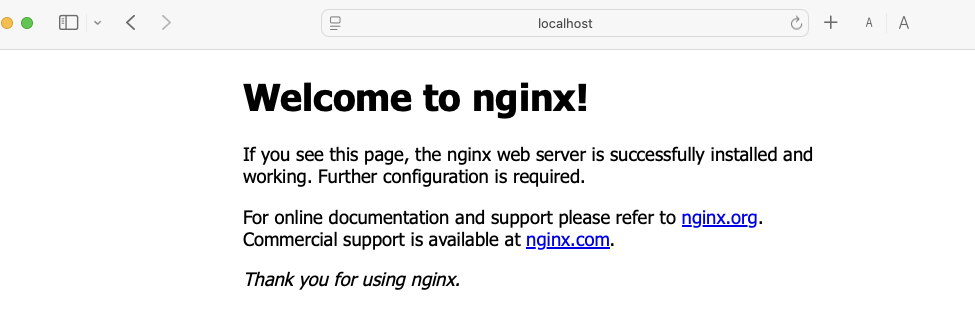 localhost
A A
Welcome to nginx!
If you see this page, the nginx web server is successfully installed and
working. Further configuration is required.
For online documentation and support please refer to nginx.org.
Commercial support is available at nginx.com.
Thank you for using nginx.